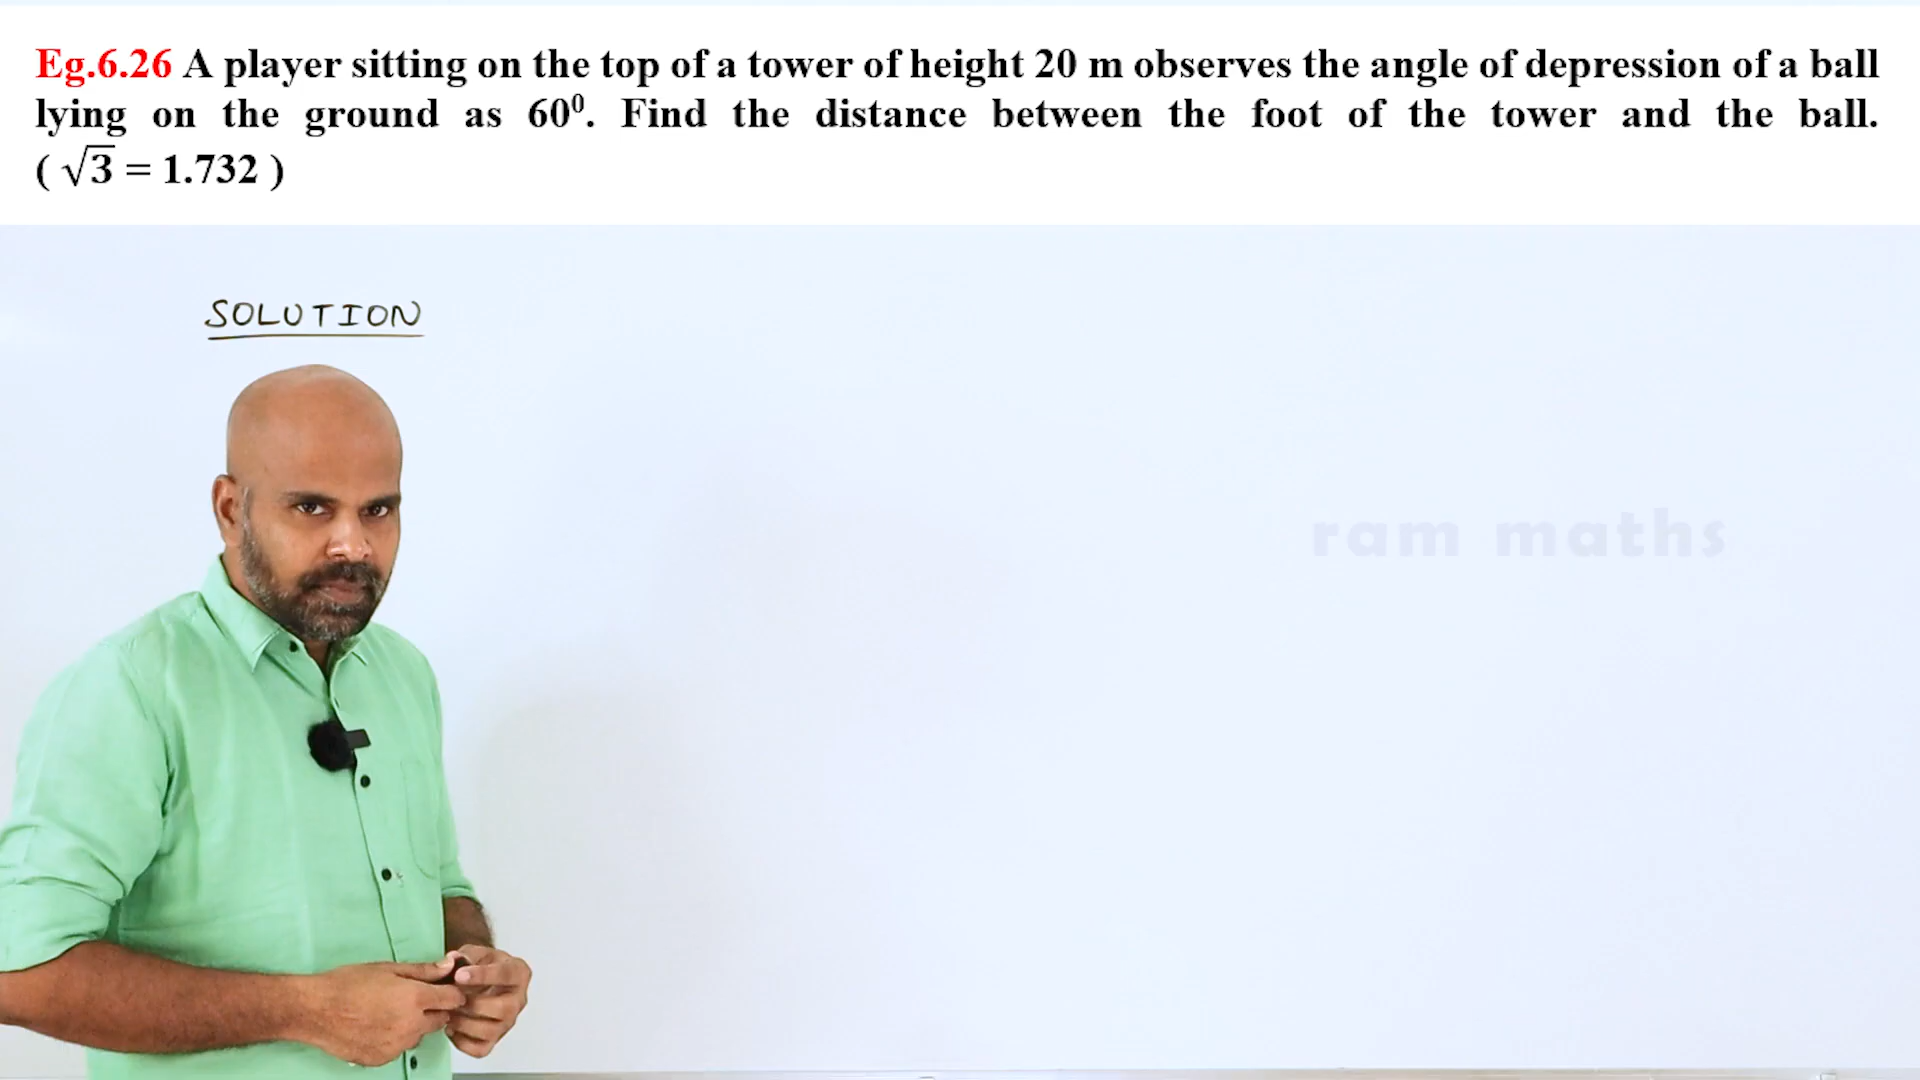 Eg.6.26 A player sitting on the top of a tower of height 20 m observes the angle of depression of a ball
lying on the ground as 60⁰. Find the distance between the foot of the tower and the ball.
( √3 = 1.732 )
SOLUTION
ram maths